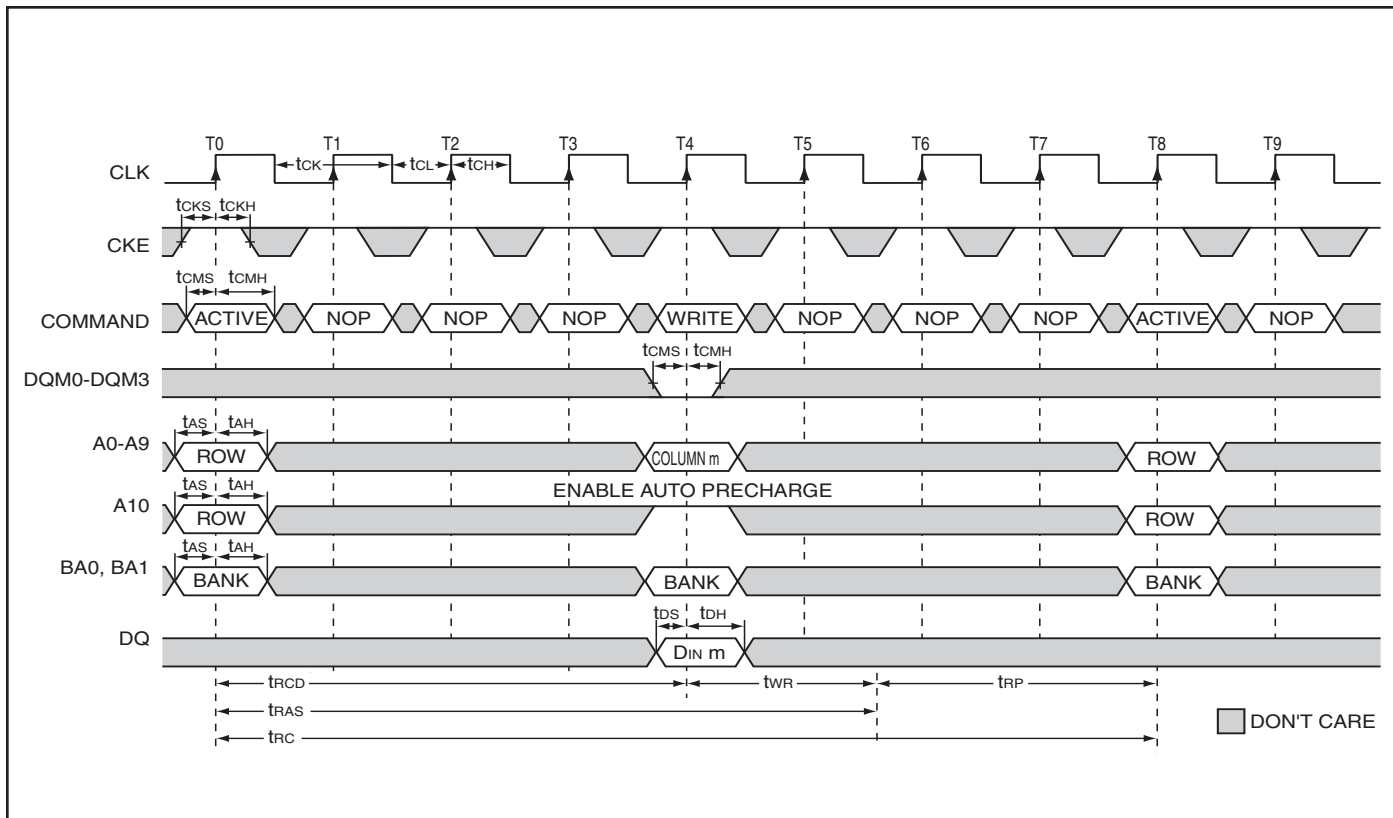 T0 T1 T2 T3 T4 T5 T6 T7 T8 T9
CLK tCK tCL tCH
tCKS tCKH
CKE
tCMS tCMH
COMMAND ACTIVE NOP NOP NOP WRITE NOP NOP NOP ACTIVE NOP
tCMS tCMH
DQM0-DQM3
tAS tAH
A0-A9 ROW COLUMN m ROW
tAS tAH ENABLE AUTO PRECHARGE
A10 ROW ROW
tAS tAH
BA0, BA1 BANK BANK BANK
tDS tDH
DQ DIN m
tRCD tWR tRP
tRAS
DON'T CARE
tRC